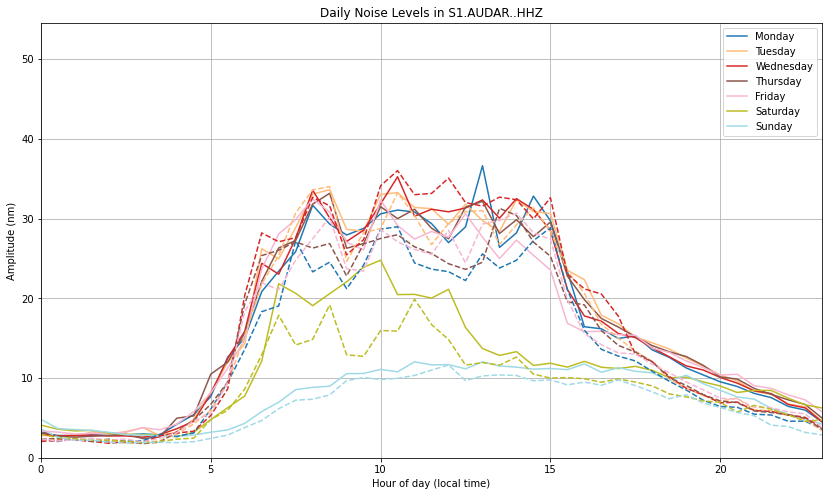 Daily Noise Levels in S1.AUDAR..HHZ
Monday
Tuesday
Wednesday
Thursday
Friday
Saturday
Sunday
50
40
30
20
10
0
Amplitude (nm)
0 5 10 15 20
Hour of day (local time)